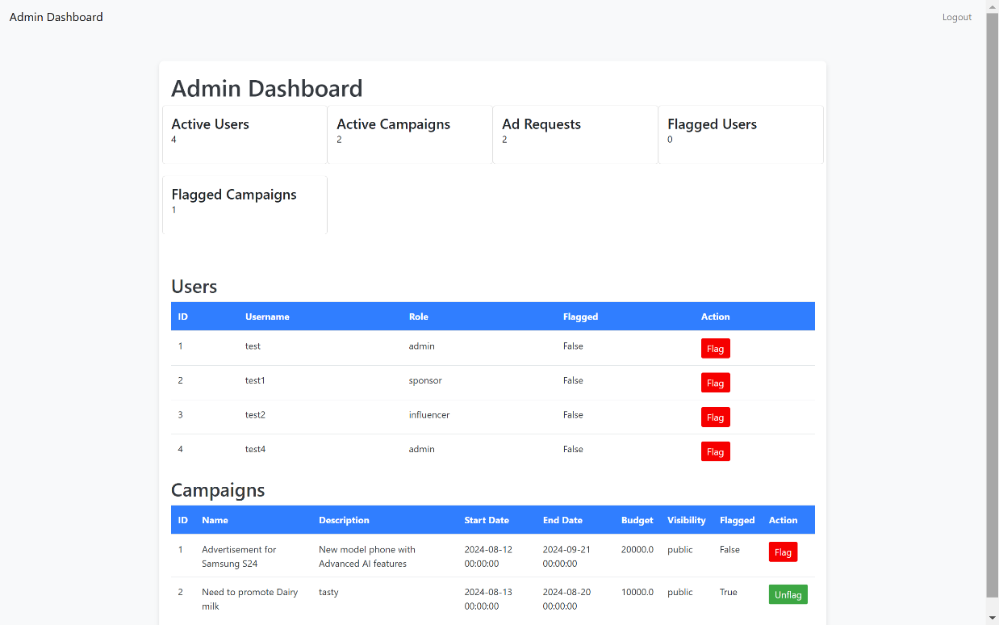 Admin Dashboard
Logout
Admin Dashboard
Active Users
4
Active Campaigns
2
Ad Requests
2
Flagged Users
0
Flagged Campaigns
1
Users
ID Username Role Flagged Action
1 test admin False Flag
2 test1 sponsor False Flag
3 test2 influencer False Flag
4 test4 admin False Flag
Campaigns
ID Name Description Start Date End Date Budget Visibility Flagged Action
1 Advertisement for New model phone with 2024-08-12 2024-09-21 20000.0 public False Flag
Samsung S24 Advanced AI features 00:00:00 00:00:00
2 Need to promote Dairy tasty 2024-08-13 2024-08-20 10000.0 public True Unflag
milk 00:00:00 00:00:00